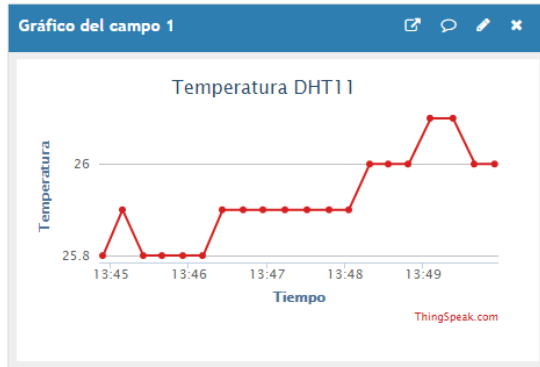 Gráfico del campo 1
Temperatura DHT11
Temperatura
26
25.8
13:45 13:46 13:47 13:48 13:49
Tiempo
ThingSpeak.com